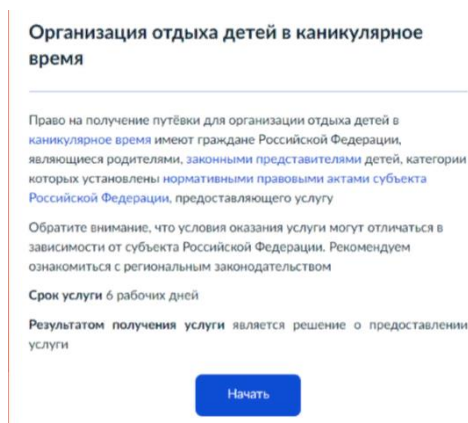 Организация отдыха детей в каникулярное
время
Право на получение путёвки для организации отдыха детей в
каникулярное время имеют граждане Российской Федерации,
являющиеся родителями, законными представителями детей, категории
которых установлены нормативными правовыми актами субъекта
Российской Федерации, предоставляющего услугу
Обратите внимание, что условия оказания услуги могут отличаться в
зависимости от субъекта Российской Федерации. Рекомендуем
ознакомиться с региональным законодательством
Срок услуги 6 рабочих дней
Результатом получения услуги является решение о предоставлении
услуги
Начать